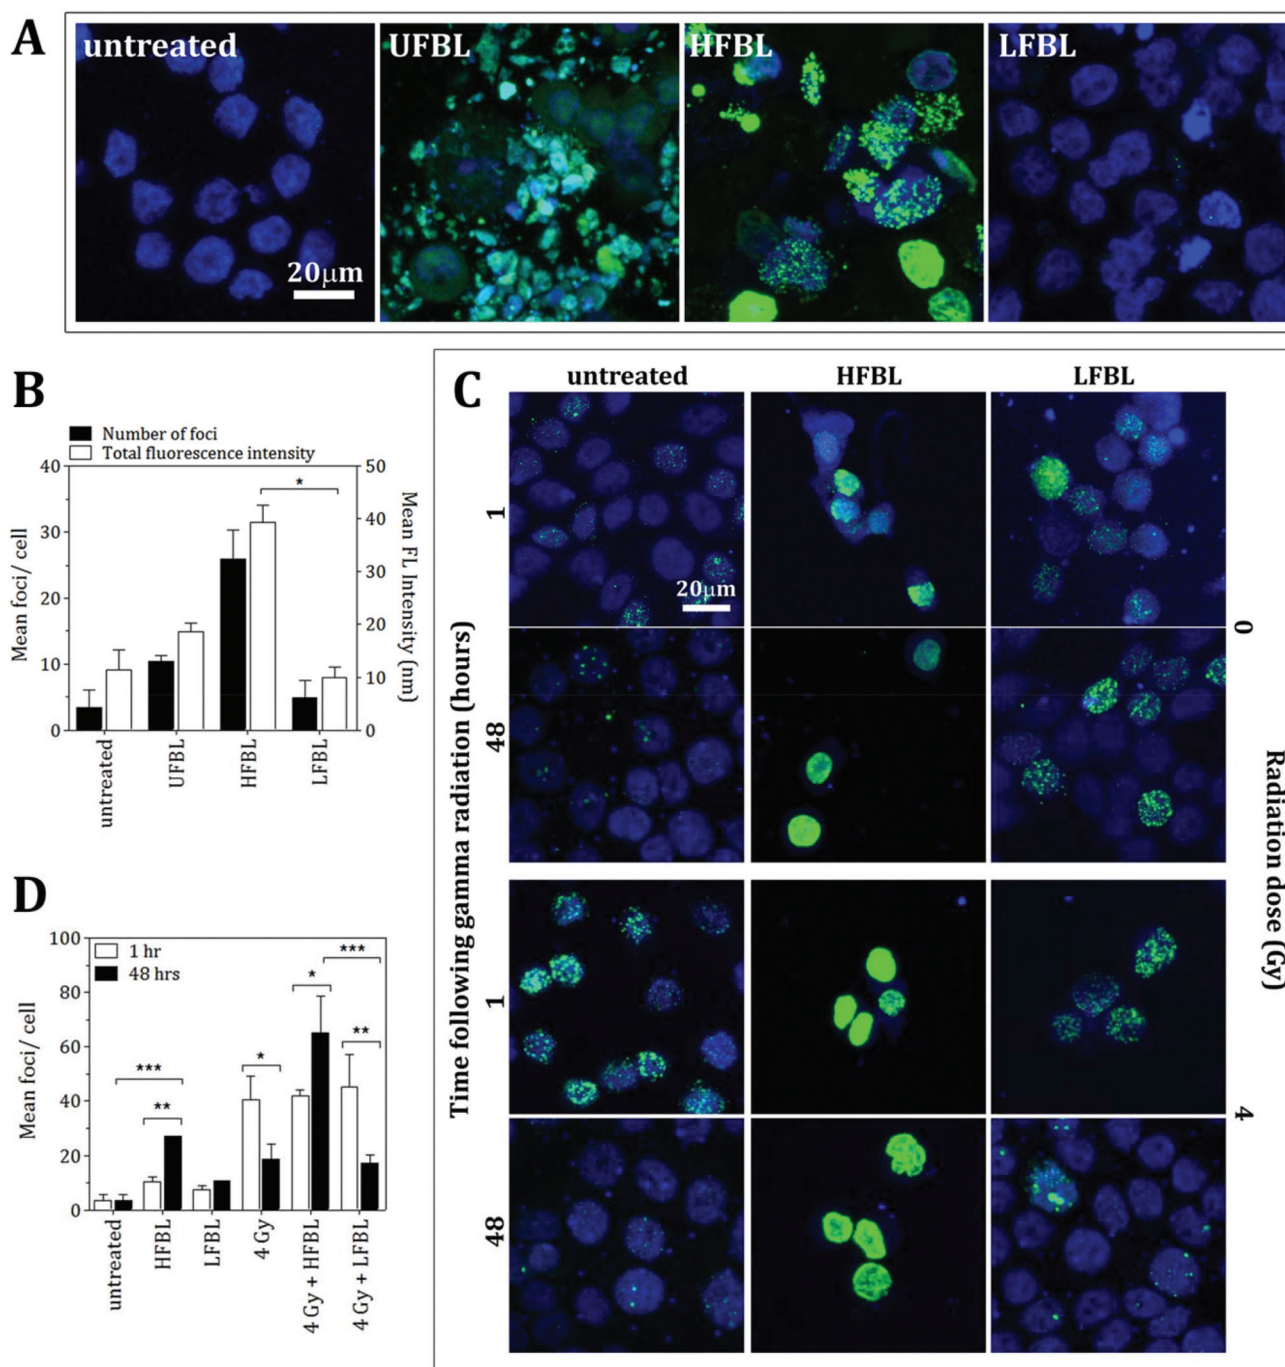 A
untreated
UFBL
HFBL
LFBL
20µm
B
Number of foci
Total fluorescence intensity
40
30
20
10
0
Mean foci/ cell
50
40
30
20
10
0
Mean FL Intensity (nm)
*
untreated
UFBL
HFBL
LFBL
C
untreated
HFBL
LFBL
Time following gamma radiation (hours)
1
48
1
48
20µm
Radiation dose (Gy)
0
4
D
1 hr
48 hrs
100
80
60
40
20
0
Mean foci/ cell
***
**
*
*
***
**
untreated
HFBL
LFBL
4 Gy
4 Gy + HFBL
4 Gy + LFBL